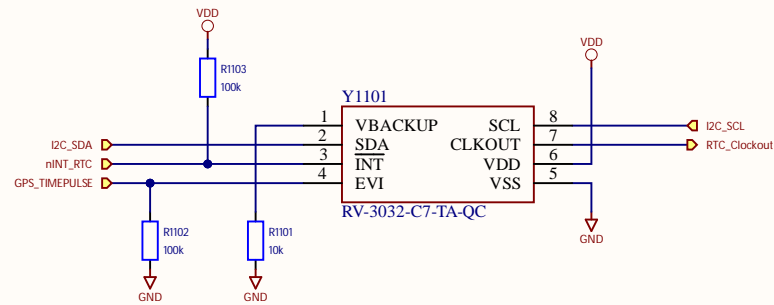 VDD
R1103
100k
VDD
Y1101
1 VBACKUP SCL 8 I2C_SCL
I2C_SDA 2 SDA CLKOUT 7 RTC_Clockout
nINT_RTC 3 INT VDD 6
GPS_TIMEPULSE 4 EVI VSS 5
RV-3032-C7-TA-QC
R1102
100k
R1101
10k
GND
GND
GND